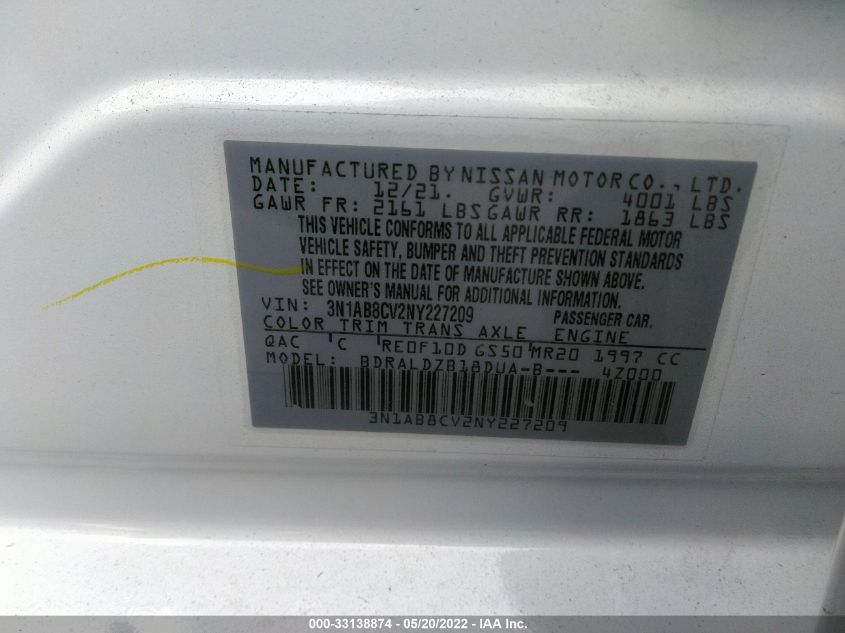 MANUFACTURED BY NISSAN MOTOR CO., LTD.
DATE: 12/21. GVWR: 4001 LBS
GAWR FR: 2161 LBS GAWR RR: 1863 LBS
THIS VEHICLE CONFORMS TO ALL APPLICABLE FEDERAL MOTOR
VEHICLE SAFETY, BUMPER AND THEFT PREVENTION STANDARDS
IN EFFECT ON THE DATE OF MANUFACTURE SHOWN ABOVE.
SEE OWNER'S MANUAL FOR ADDITIONAL INFORMATION.
VIN: 3N1AB8CV2NY227209 PASSENGER CAR.
COLOR TRIM TRANS AXLE ENGINE
QAC C RE0F10D GS50 MR20 1997 CC
MODEL: BDRALDZB18DUA-B--- 4Z000
3N1AB8CV2NY227209
000-33138874 - 05/20/2022 - IAA Inc.